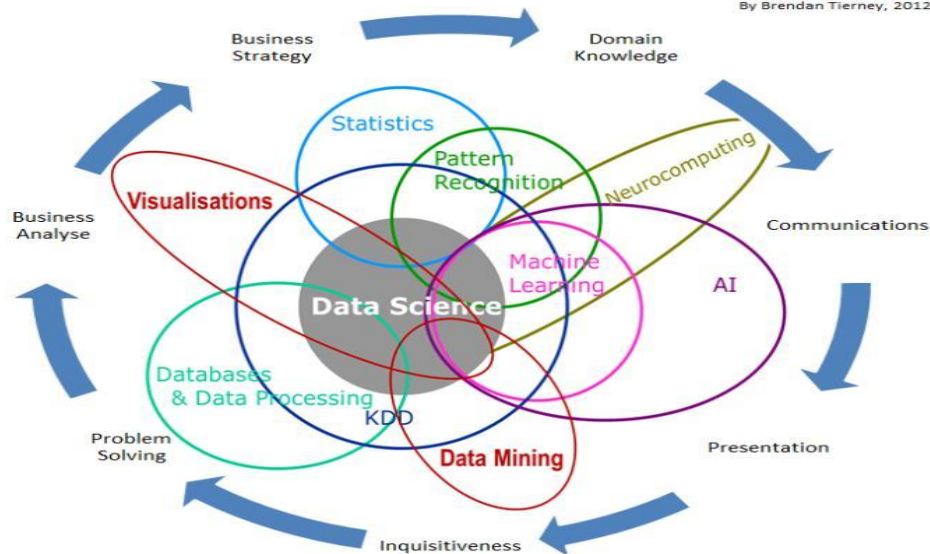 By Brendan Tierney, 2012
Business
Strategy
Domain
Knowledge
Statistics
Pattern
Recognition
Neurocomputing
Visualisations
Business
Analyse
Communications
Machine
Learning
AI
Data Science
Databases
& Data Processing
KDD
Problem
Solving
Data Mining
Presentation
Inquisitiveness